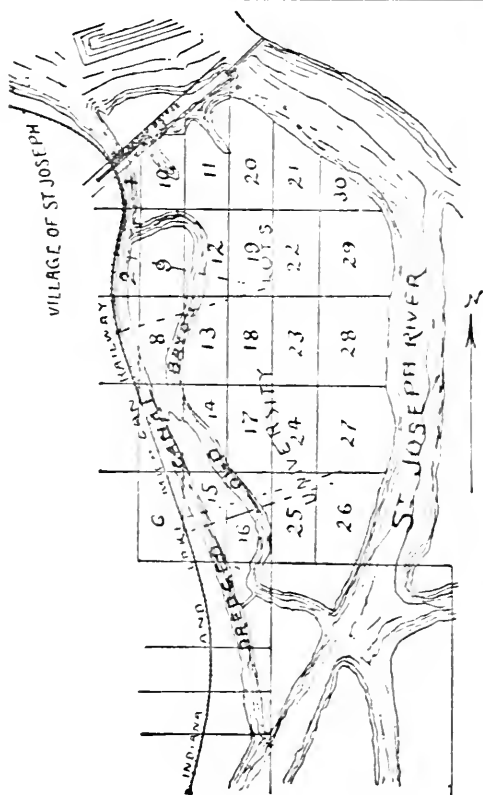 VILLAGE OF ST JOSEPH
INDIANA AND MICHIGAN RAILWAY
DREDGED CANAL
OLD BAYOU
UNIVERSITY LOTS
ST JOSEPH RIVER
10 11 20 21 30
9 12 19 22 29
8 13 18 23 28
14 17 24 27
6 15 16 25 26